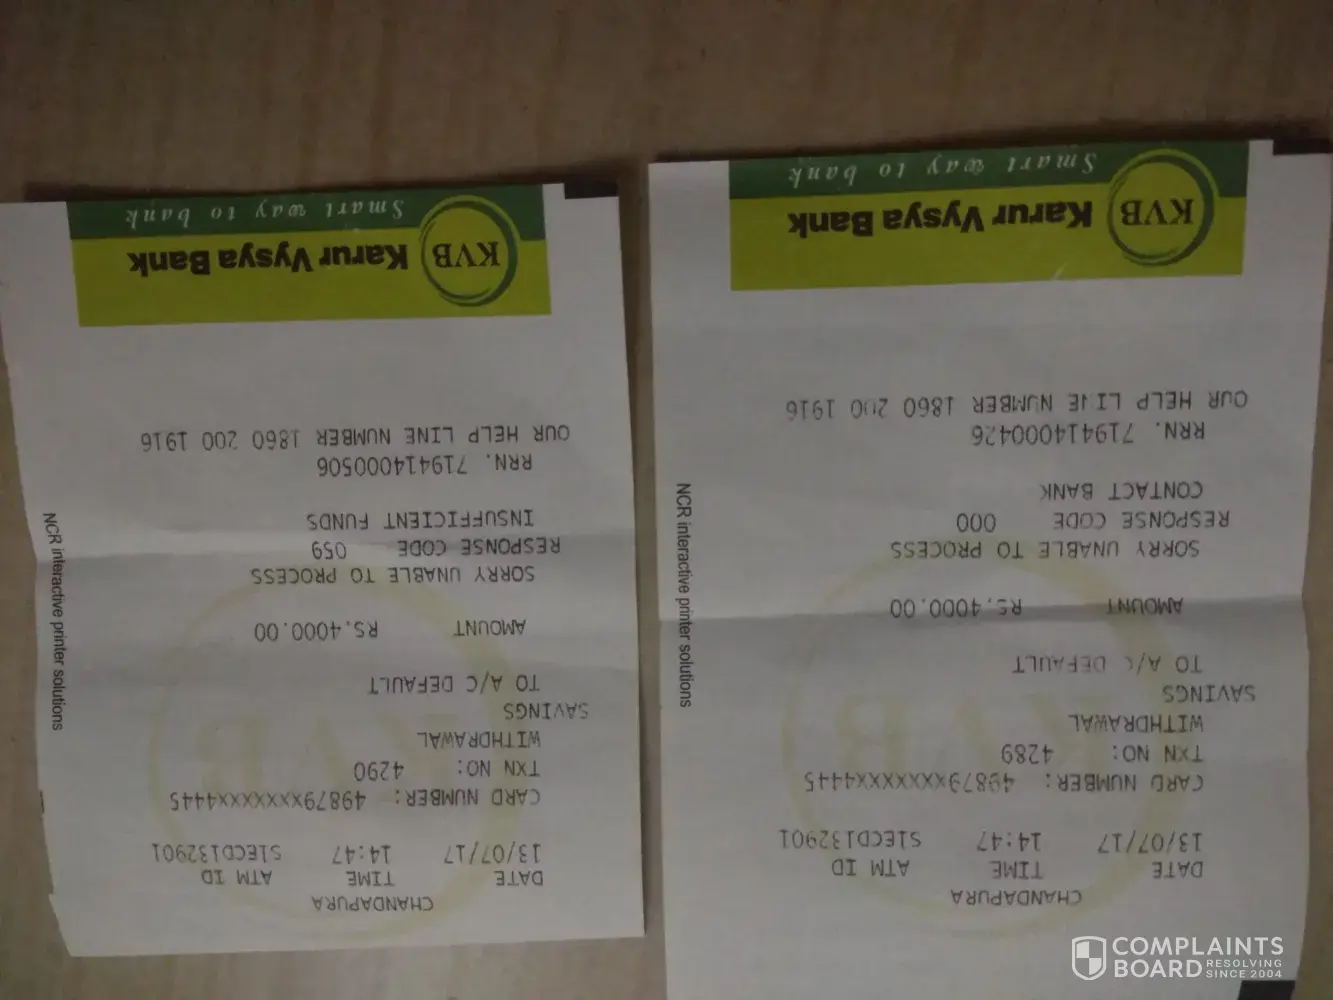 CHANDAPURA
DATE TIME ATM ID
13/07/17 14:47 S1ECD132901
CARD NUMBER: 49879xxxxxxx4445
TXN NO: 4289
WITHDRAWAL
SAVINGS
TO A/C DEFAULT
AMOUNT RS.4000.00
SORRY UNABLE TO PROCESS
RESPONSE CODE 000
CONTACT BANK
RRN. 719414000426
OUR HELP LINE NUMBER 1860 200 1916
KVB Karur Vysya Bank
Smart way to bank
NCR interactive printer solutions
KVB
CHANDAPURA
DATE TIME ATM ID
13/07/17 14:47 S1ECD132901
CARD NUMBER: 49879xxxxxxx4445
TXN NO: 4290
WITHDRAWAL
SAVINGS
TO A/C DEFAULT
AMOUNT RS.4000.00
SORRY UNABLE TO PROCESS
RESPONSE CODE 059
INSUFFICIENT FUNDS
RRN. 719414000506
OUR HELP LINE NUMBER 1860 200 1916
KVB Karur Vysya Bank
Smart way to bank
NCR interactive printer solutions
KVB
COMPLAINTS
BOARD RESOLVING
SINCE 2004